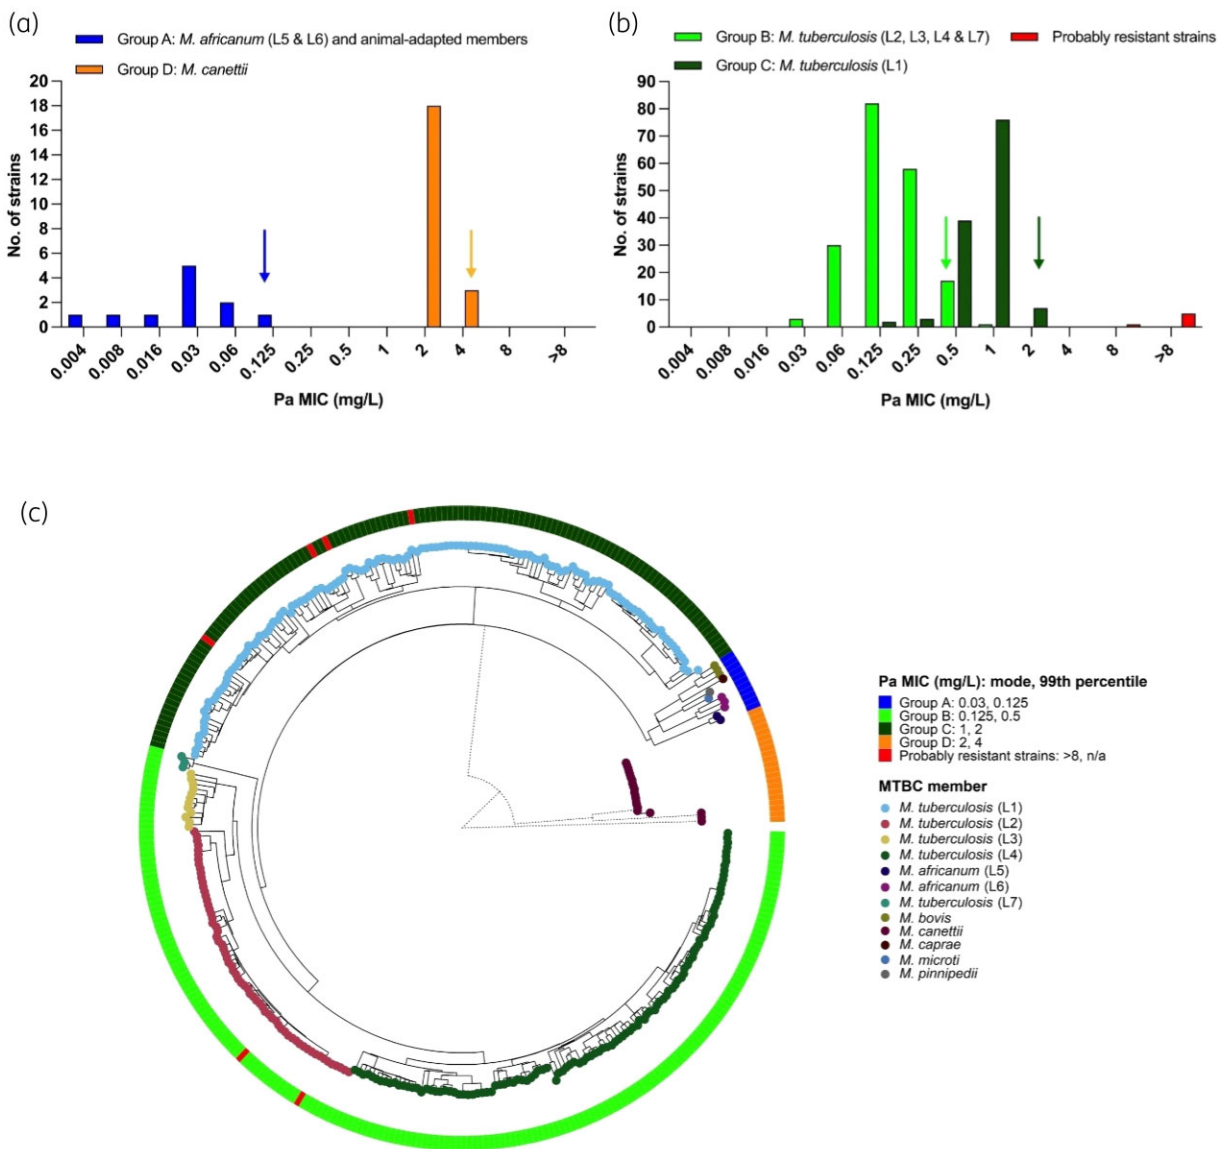 (a)
Group A: M. africanum (L5 & L6) and animal-adapted members
Group D: M. canettii
No. of strains
20
18
16
14
12
10
8
6
4
2
0
0.004
0.008
0.016
0.03
0.06
0.125
0.25
0.5
1
2
4
8
>8
Pa MIC (mg/L)
(b)
Group B: M. tuberculosis (L2, L3, L4 & L7)
Probably resistant strains
Group C: M. tuberculosis (L1)
No. of strains
90
80
70
60
50
40
30
20
10
0
0.004
0.008
0.016
0.03
0.06
0.125
0.25
0.5
1
2
4
8
>8
Pa MIC (mg/L)
(c)
Pa MIC (mg/L): mode, 99th percentile
Group A: 0.03, 0.125
Group B: 0.125, 0.5
Group C: 1, 2
Group D: 2, 4
Probably resistant strains: >8, n/a
MTBC member
M. tuberculosis (L1)
M. tuberculosis (L2)
M. tuberculosis (L3)
M. tuberculosis (L4)
M. africanum (L5)
M. africanum (L6)
M. tuberculosis (L7)
M. bovis
M. canettii
M. caprae
M. microti
M. pinnipedii